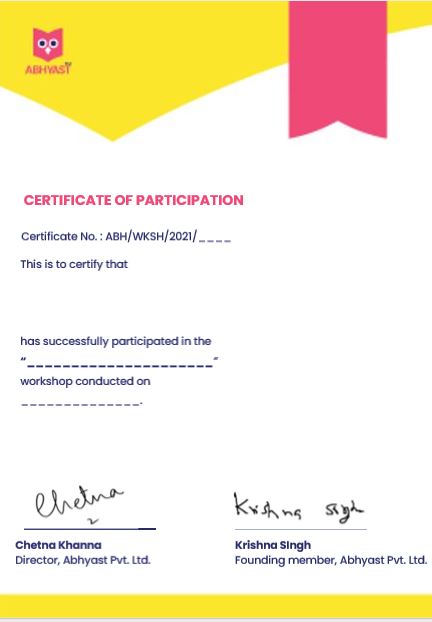 ABHYAST
CERTIFICATE OF PARTICIPATION
Certificate No. : ABH/WKSH/2021/____
This is to certify that
has successfully participated in the
“_____________________”
workshop conducted on
______________.
Chetna
Krishna Singh
Chetna Khanna
Krishna SIngh
Director, Abhyast Pvt. Ltd.
Founding member, Abhyast Pvt. Ltd.